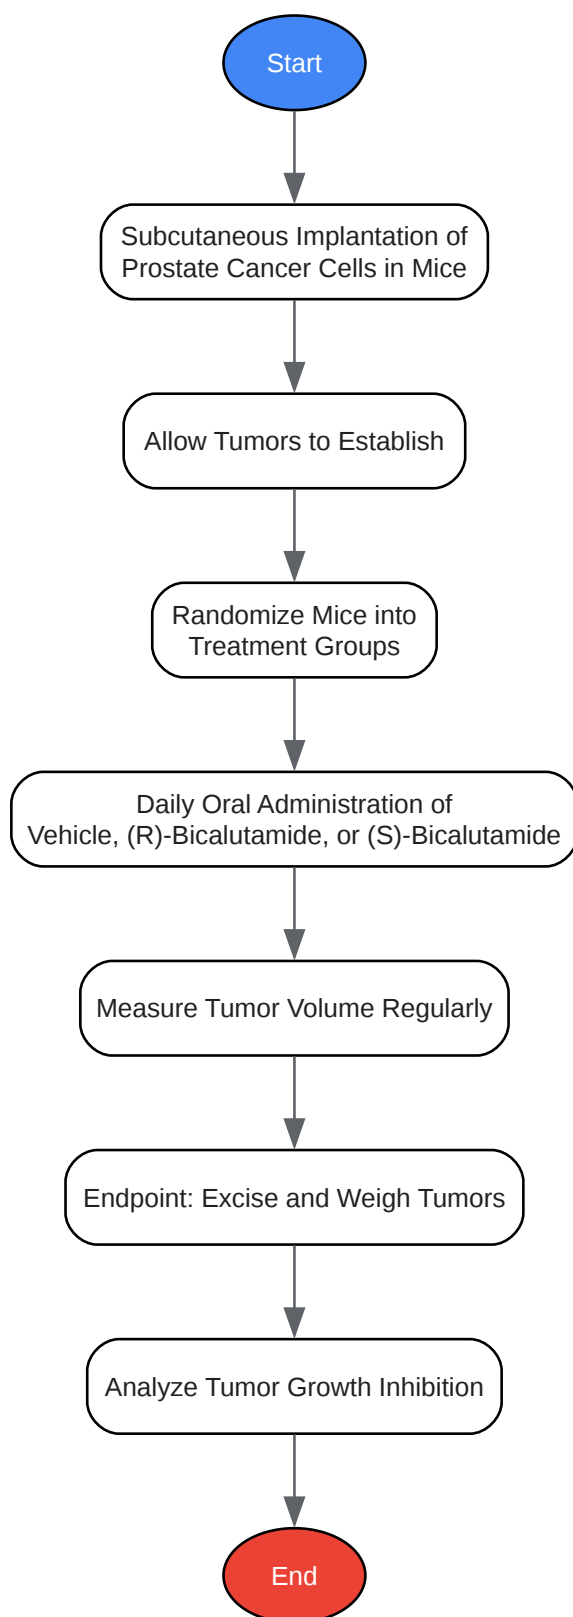 Start
Subcutaneous Implantation of
Prostate Cancer Cells in Mice
Allow Tumors to Establish
Randomize Mice into
Treatment Groups
Daily Oral Administration of
Vehicle, (R)-Bicalutamide, or (S)-Bicalutamide
Measure Tumor Volume Regularly
Endpoint: Excise and Weigh Tumors
Analyze Tumor Growth Inhibition
End